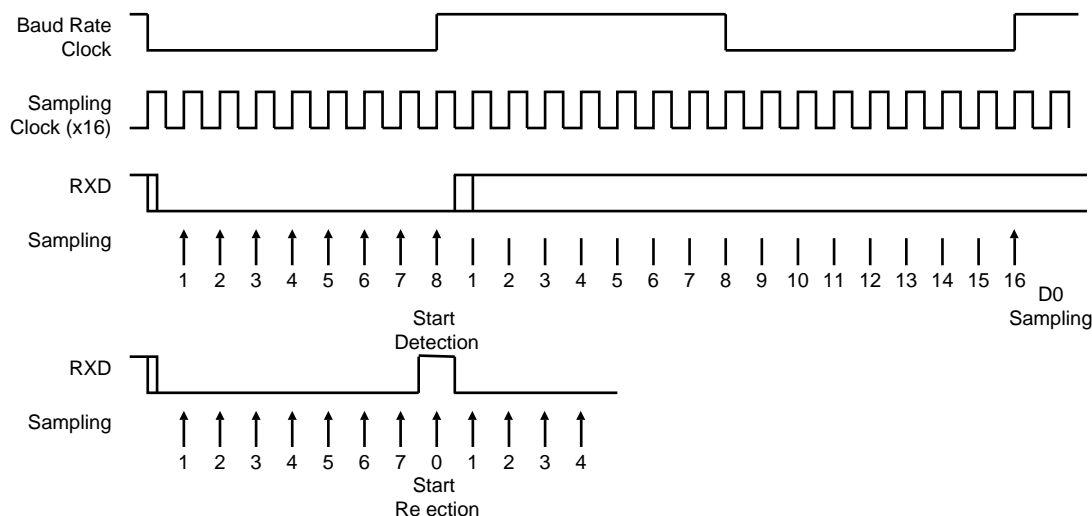 Baud Rate
Clock
Sampling
Clock (x16)
RXD
Sampling
1 2 3 4 5 6 7 8 1 2 3 4 5 6 7 8 9 10 11 12 13 14 15 16
D0
Sampling
Start
Detection
RXD
Sampling
1 2 3 4 5 6 7 0 1 2 3 4
Start
Re ection